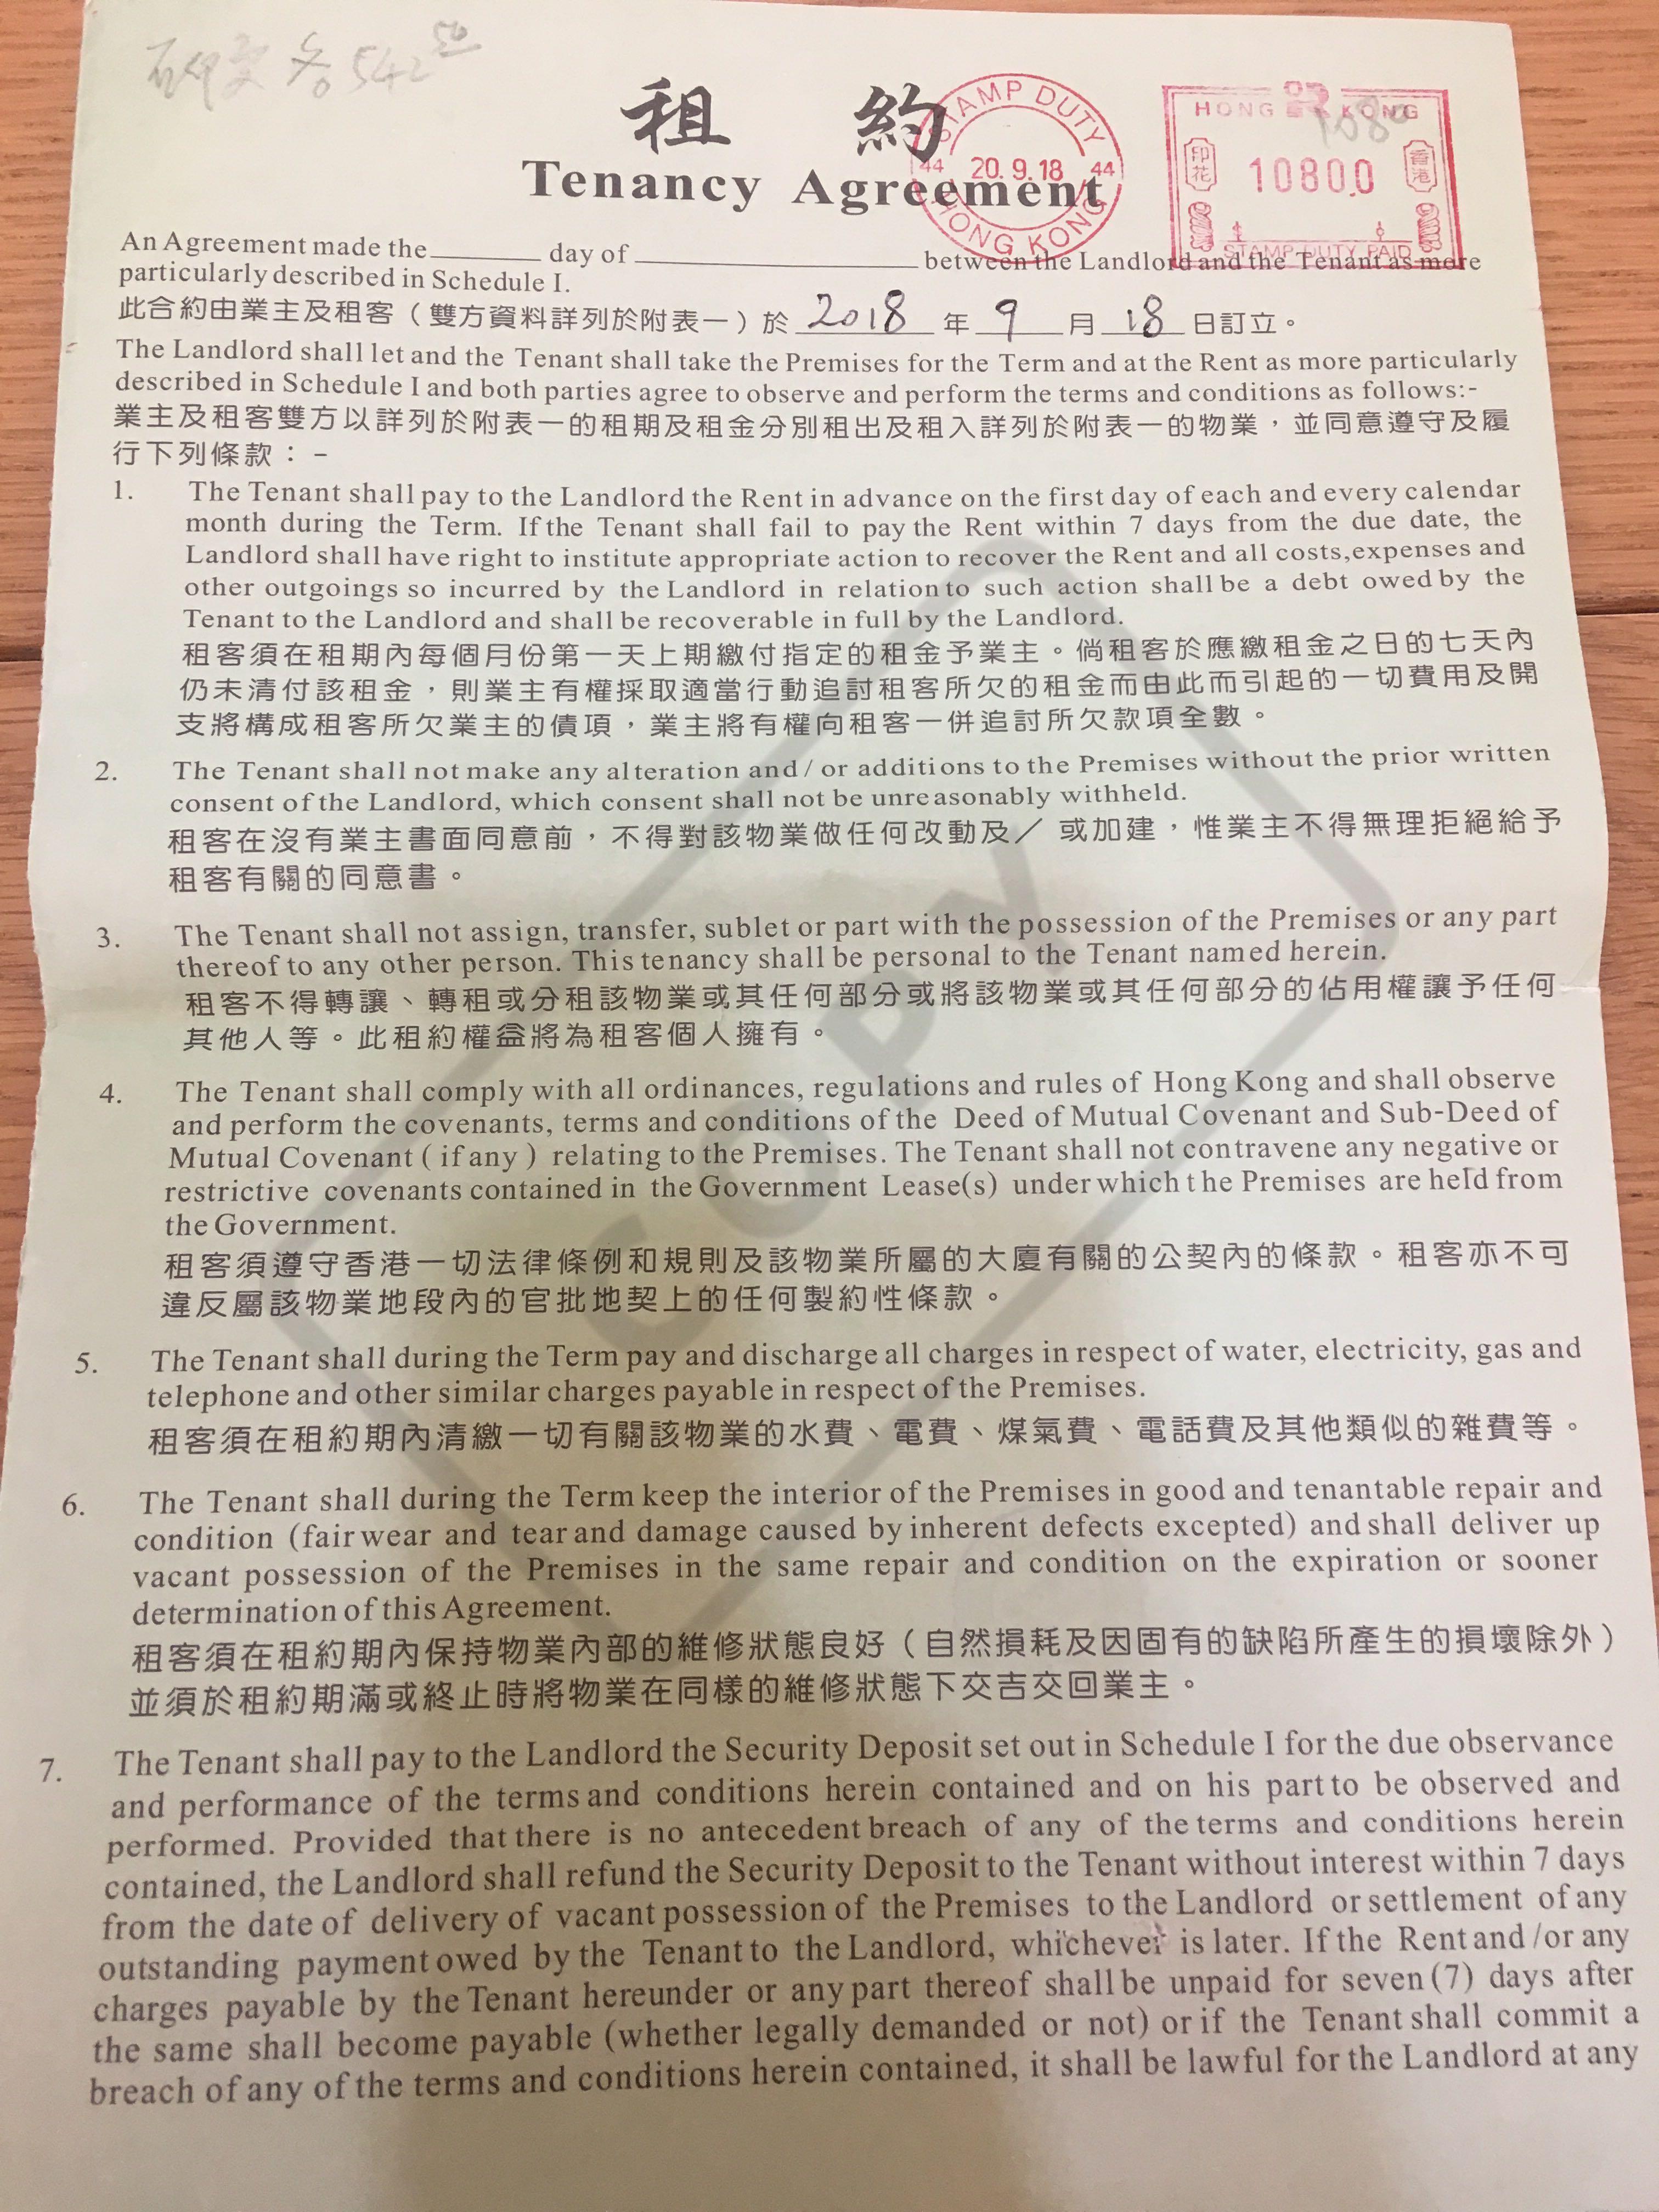 各 542 50
租約
Tenancy Agreement
STAMP DUTY
44 20.9.18 44
HONG KONG
HONG KONG
1080
印花
10800.0
香港
STAMP DUTY PAID
An Agreement made the ______ day of ______ between the Landlord and the Tenant as more
particularly described in Schedule I.
此合約由業主及租客（雙方資料詳列於附表一）於 2018 年 9 月 18 日訂立。
The Landlord shall let and the Tenant shall take the Premises for the Term and at the Rent as more particularly
described in Schedule I and both parties agree to observe and perform the terms and conditions as follows:-
業主及租客雙方以詳列於附表一的租期及租金分別租出及租入詳列於附表一的物業，並同意遵守及履
行下列條款：–
1. The Tenant shall pay to the Landlord the Rent in advance on the first day of each and every calendar
month during the Term. If the Tenant shall fail to pay the Rent within 7 days from the due date, the
Landlord shall have right to institute appropriate action to recover the Rent and all costs,expenses and
other outgoings so incurred by the Landlord in relation to such action shall be a debt owed by the
Tenant to the Landlord and shall be recoverable in full by the Landlord.
租客須在租期內每個月份第一天上期繳付指定的租金予業主。倘租客於應繳租金之日的七天內
仍未清付該租金，則業主有權採取適當行動追討租客所欠的租金而由此而引起的一切費用及開
支將構成租客所欠業主的債項，業主將有權向租客一併追討所欠款項全數。
2. The Tenant shall not make any alteration and / or additions to the Premises without the prior written
consent of the Landlord, which consent shall not be unreasonably withheld.
租客在沒有業主書面同意前，不得對該物業做任何改動及／或加建，惟業主不得無理拒絕給予
租客有關的同意書。
3. The Tenant shall not assign, transfer, sublet or part with the possession of the Premises or any part
thereof to any other person. This tenancy shall be personal to the Tenant named herein.
租客不得轉讓、轉租或分租該物業或其任何部分或將該物業或其任何部分的佔用權讓予任何
其他人等。此租約權益將為租客個人擁有。
4. The Tenant shall comply with all ordinances, regulations and rules of Hong Kong and shall observe
and perform the covenants, terms and conditions of the Deed of Mutual Covenant and Sub-Deed of
Mutual Covenant ( if any ) relating to the Premises. The Tenant shall not contravene any negative or
restrictive covenants contained in the Government Lease(s) under which the Premises are held from
the Government.
租客須遵守香港一切法律條例和規則及該物業所屬的大廈有關的公契內的條款。租客亦不可
違反屬該物業地段內的官批地契上的任何製約性條款。
5. The Tenant shall during the Term pay and discharge all charges in respect of water, electricity, gas and
telephone and other similar charges payable in respect of the Premises.
租客須在租約期內清繳一切有關該物業的水費、電費、煤氣費、電話費及其他類似的雜費等。
6. The Tenant shall during the Term keep the interior of the Premises in good and tenantable repair and
condition (fair wear and tear and damage caused by inherent defects excepted) and shall deliver up
vacant possession of the Premises in the same repair and condition on the expiration or sooner
determination of this Agreement.
租客須在租約期內保持物業內部的維修狀態良好（自然損耗及因固有的缺陷所產生的損壞除外）
並須於租約期滿或終止時將物業在同樣的維修狀態下交吉交回業主。
7. The Tenant shall pay to the Landlord the Security Deposit set out in Schedule I for the due observance
and performance of the terms and conditions herein contained and on his part to be observed and
performed. Provided that there is no antecedent breach of any of the terms and conditions herein
contained, the Landlord shall refund the Security Deposit to the Tenant without interest within 7 days
from the date of delivery of vacant possession of the Premises to the Landlord or settlement of any
outstanding payment owed by the Tenant to the Landlord, whichever is later. If the Rent and /or any
charges payable by the Tenant hereunder or any part thereof shall be unpaid for seven (7) days after
the same shall become payable (whether legally demanded or not) or if the Tenant shall commit a
breach of any of the terms and conditions herein contained, it shall be lawful for the Landlord at any
COPY